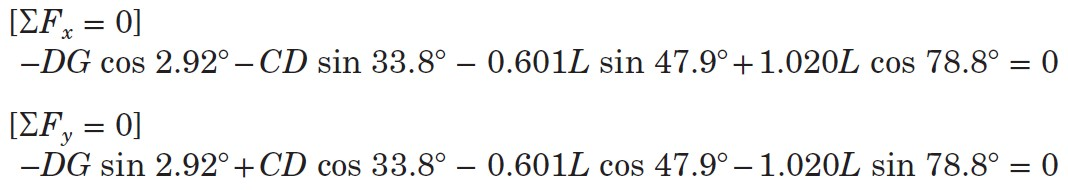 [ΣFₓ = 0]
–DG cos 2.92° – CD sin 33.8° – 0.601L sin 47.9° + 1.020L cos 78.8° = 0
[ΣF_y = 0]
–DG sin 2.92° + CD cos 33.8° – 0.601L cos 47.9° – 1.020L sin 78.8° = 0